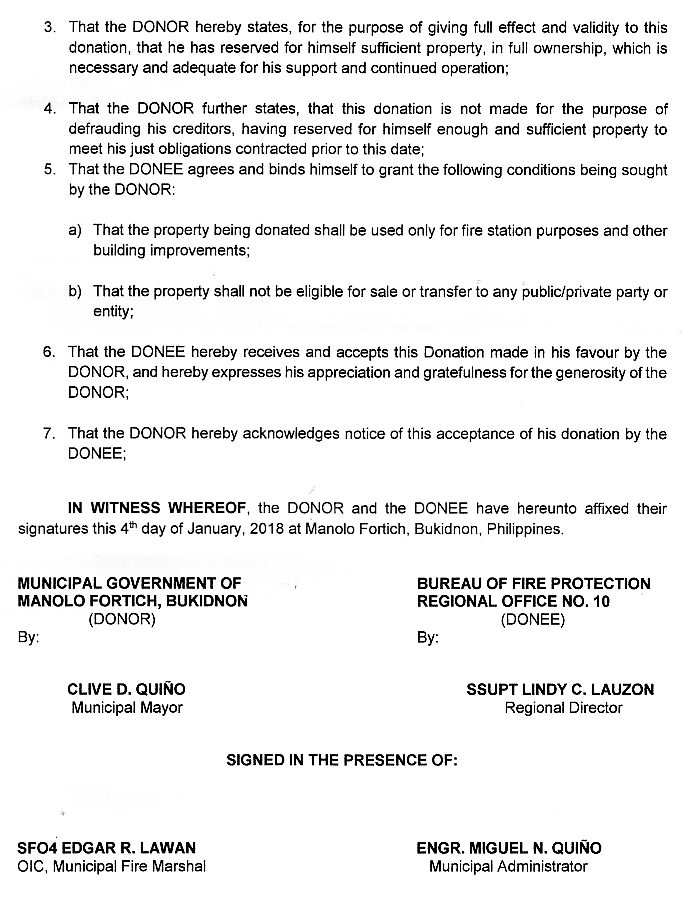 3. That the DONOR hereby states, for the purpose of giving full effect and validity to this
donation, that he has reserved for himself sufficient property, in full ownership, which is
necessary and adequate for his support and continued operation;
4. That the DONOR further states, that this donation is not made for the purpose of
defrauding his creditors, having reserved for himself enough and sufficient property to
meet his just obligations contracted prior to this date;
5. That the DONEE agrees and binds himself to grant the following conditions being sought
by the DONOR:
a) That the property being donated shall be used only for fire station purposes and other
building improvements;
b) That the property shall not be eligible for sale or transfer to any public/private party or
entity;
6. That the DONEE hereby receives and accepts this Donation made in his favour by the
DONOR, and hereby expresses his appreciation and gratefulness for the generosity of the
DONOR;
7. That the DONOR hereby acknowledges notice of this acceptance of his donation by the
DONEE;
IN WITNESS WHEREOF, the DONOR and the DONEE have hereunto affixed their
signatures this 4th day of January, 2018 at Manolo Fortich, Bukidnon, Philippines.
MUNICIPAL GOVERNMENT OF
MANOLO FORTICH, BUKIDNON
(DONOR)
By:
CLIVE D. QUIÑO
Municipal Mayor
BUREAU OF FIRE PROTECTION
REGIONAL OFFICE NO. 10
(DONEE)
By:
SSUPT LINDY C. LAUZON
Regional Director
SIGNED IN THE PRESENCE OF:
SFO4 EDGAR R. LAWAN
OIC, Municipal Fire Marshal
ENGR. MIGUEL N. QUIÑO
Municipal Administrator